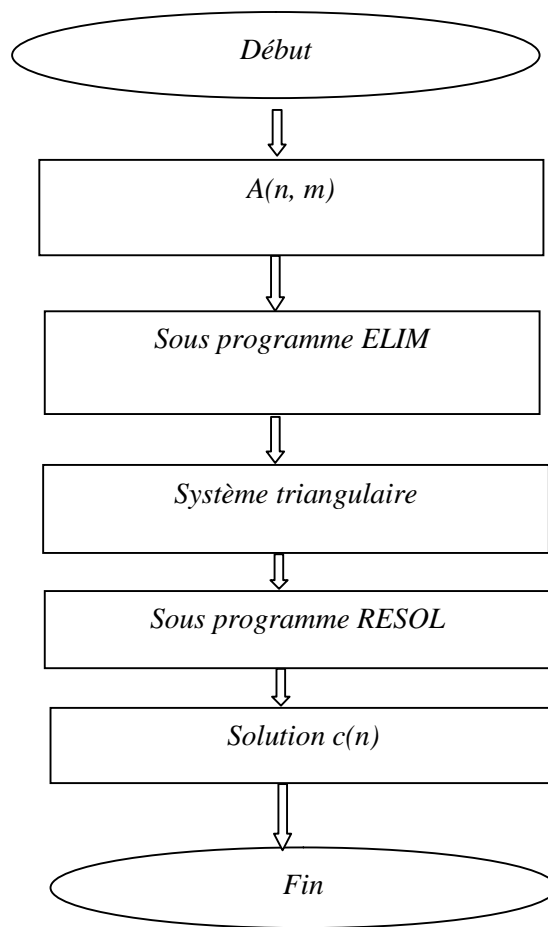 Début
A(n, m)
Sous programme ELIM
Système triangulaire
Sous programme RESOL
Solution c(n)
Fin